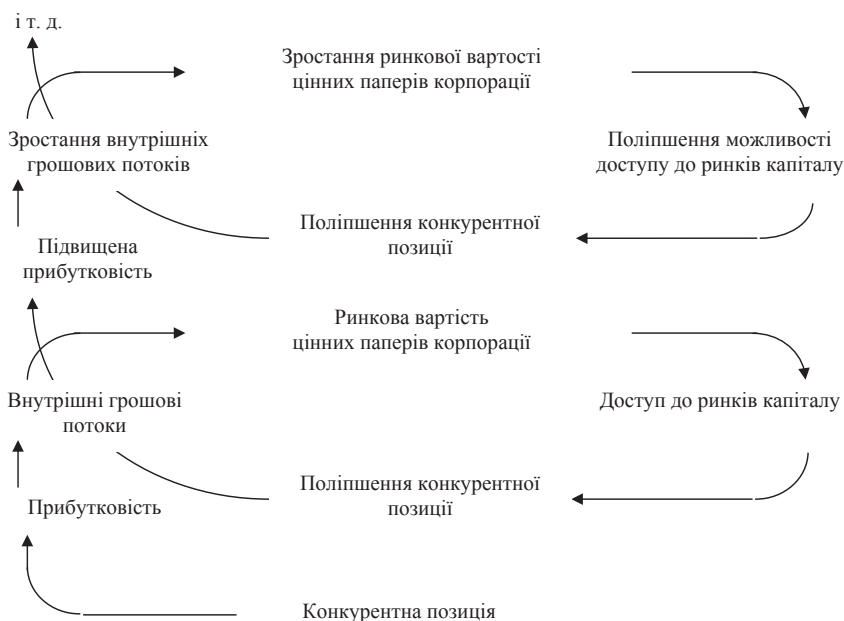 і т. д.
Зростання ринкової вартості
цінних паперів корпорації
Зростання внутрішніх
грошових потоків
Поліпшення можливості
доступу до ринків капіталу
Поліпшення конкурентної
позиції
Підвищена
прибутковість
Ринкова вартість
цінних паперів корпорації
Внутрішні грошові
потоки
Доступ до ринків капіталу
Поліпшення конкурентної
позиції
Прибутковість
Конкурентна позиція